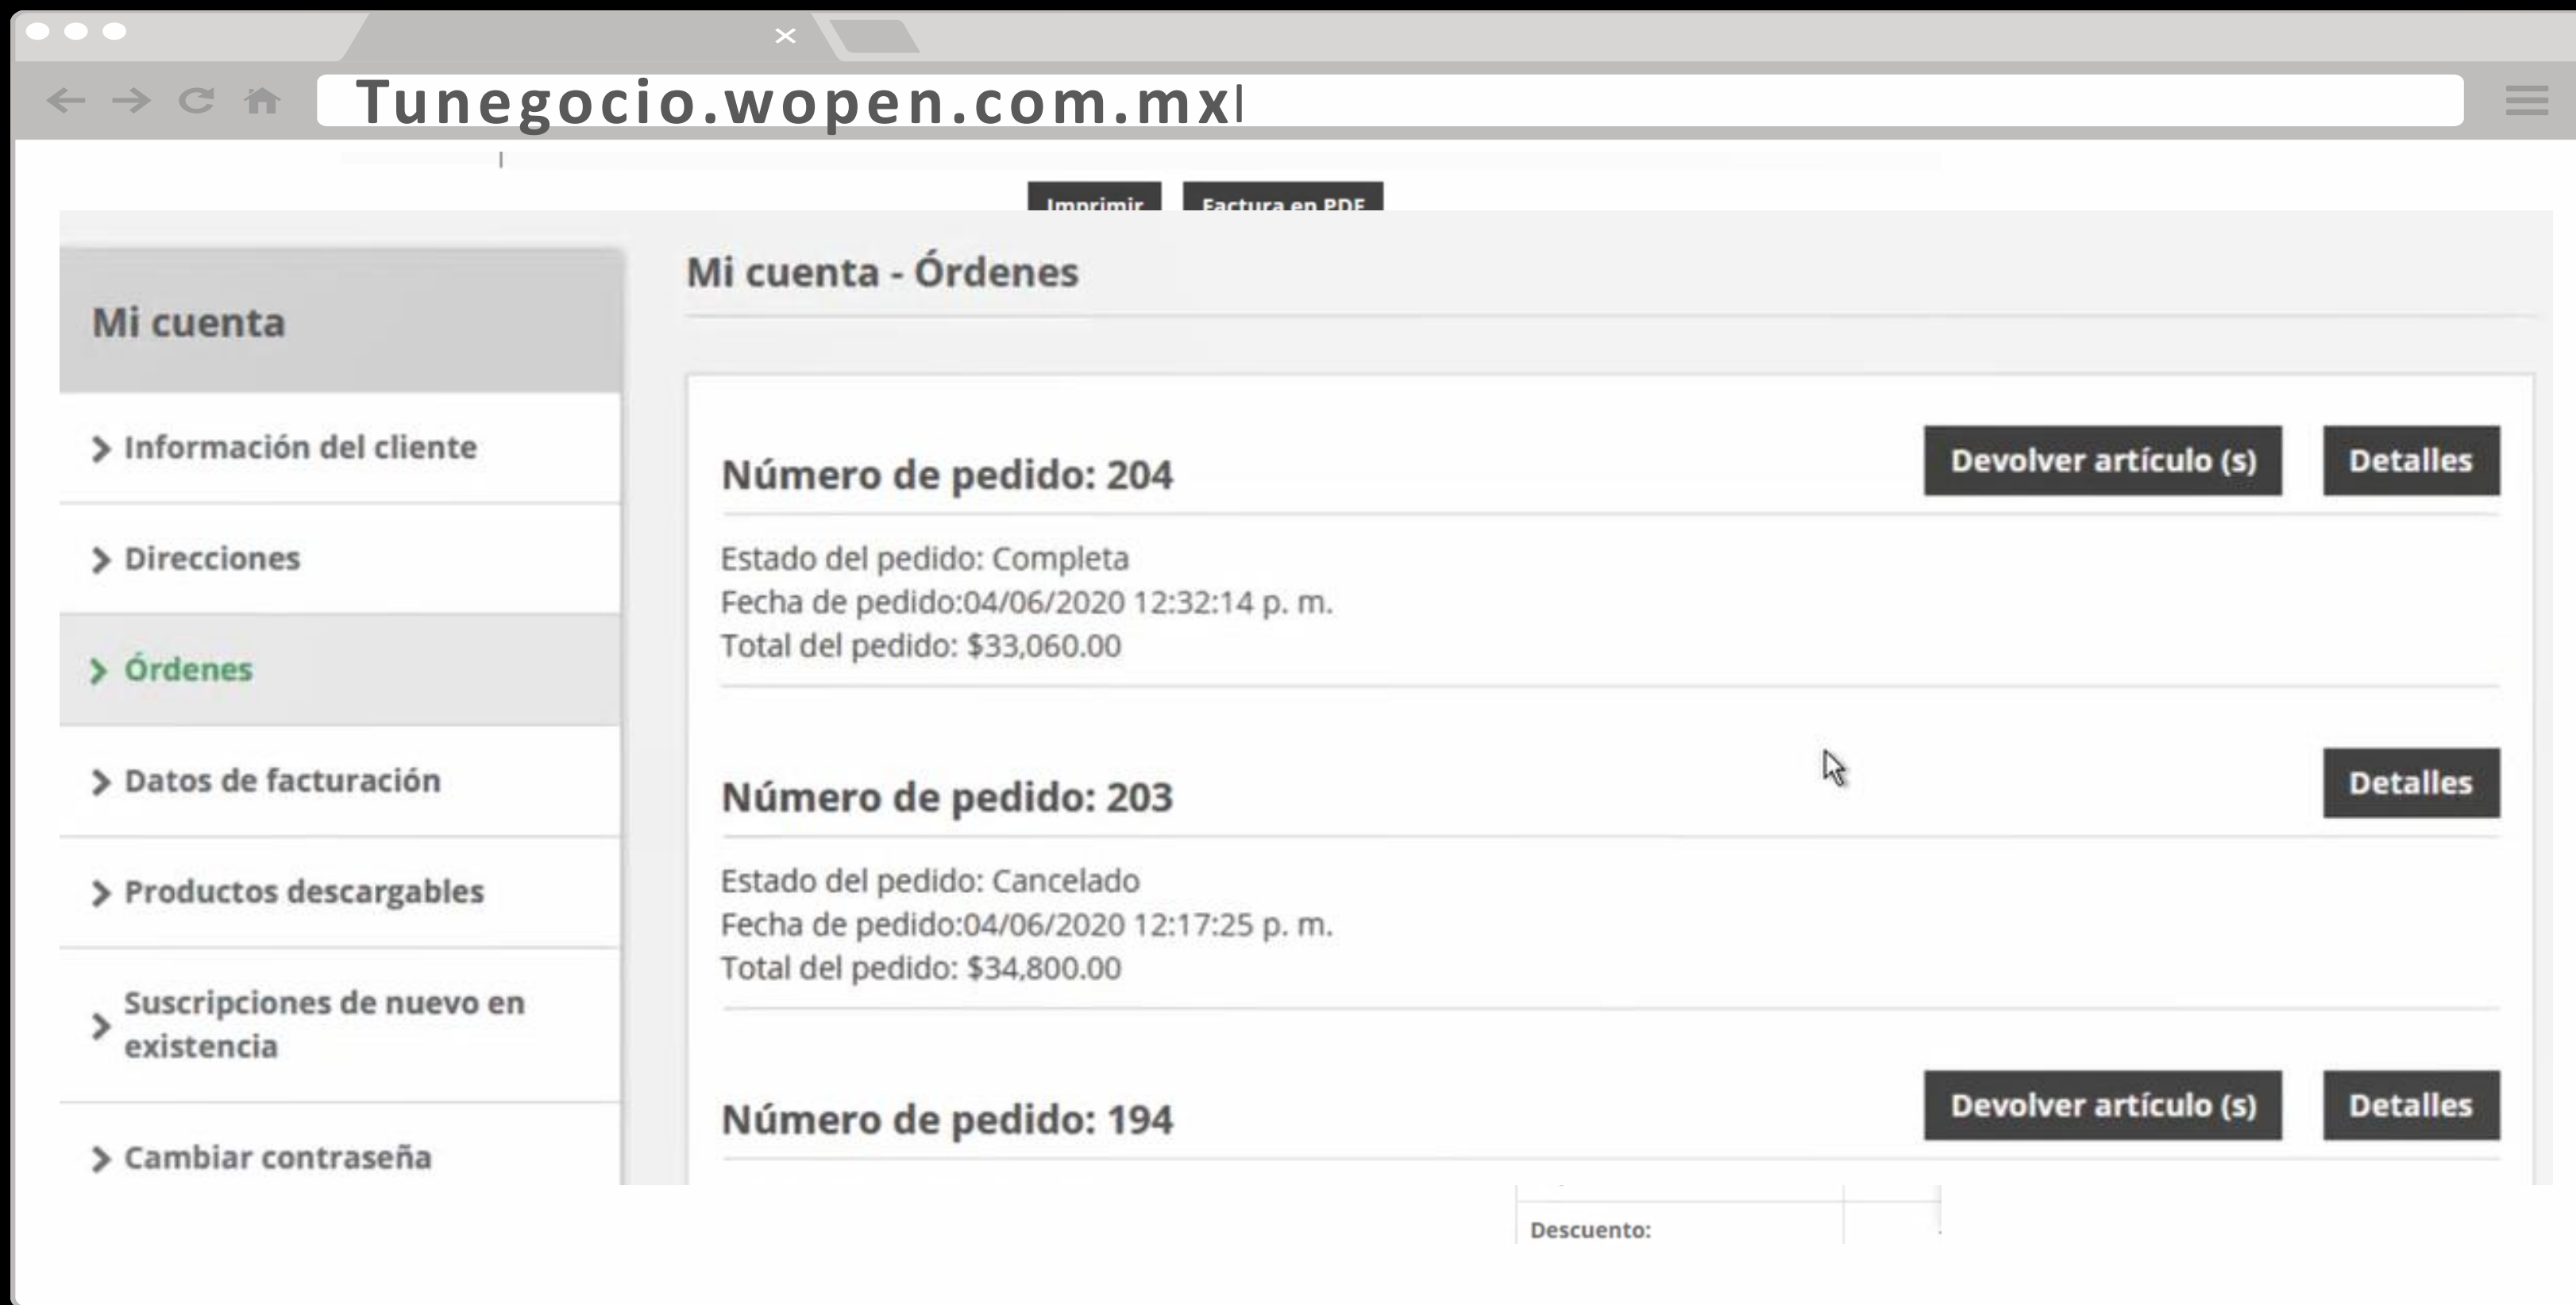 Tunegocio.wopen.com.mx
Imprimir
Factura en PDF
Mi cuenta
Información del cliente
Direcciones
Órdenes
Datos de facturación
Productos descargables
Suscripciones de nuevo en
existencia
Cambiar contraseña
Mi cuenta - Órdenes
Número de pedido: 204
Devolver artículo (s)
Detalles
Estado del pedido: Completa
Fecha de pedido:04/06/2020 12:32:14 p. m.
Total del pedido: $33,060.00
Número de pedido: 203
Detalles
Estado del pedido: Cancelado
Fecha de pedido:04/06/2020 12:17:25 p. m.
Total del pedido: $34,800.00
Número de pedido: 194
Devolver artículo (s)
Detalles
Descuento: